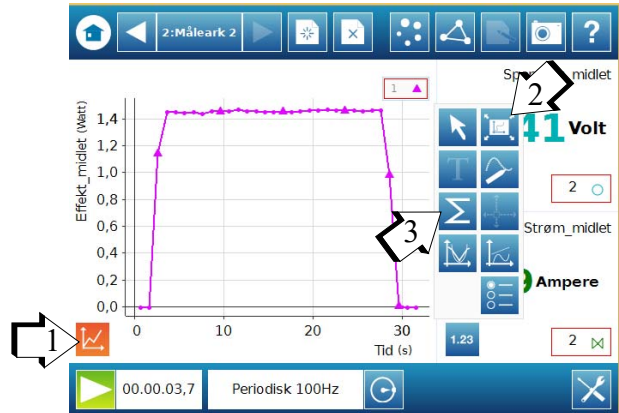 2:Måleark 2
?
Sp midlet
1
2
41 Volt
Effekt_midlet (Watt)
1,4
1,2
1,0
0,8
0,6
0,4
0,2
0,0
T
2
Σ
3
Strøm_midlet
9 Ampere
1
0
10
20
30
Tid (s)
1.23
2
00.00.03,7
Periodisk 100Hz